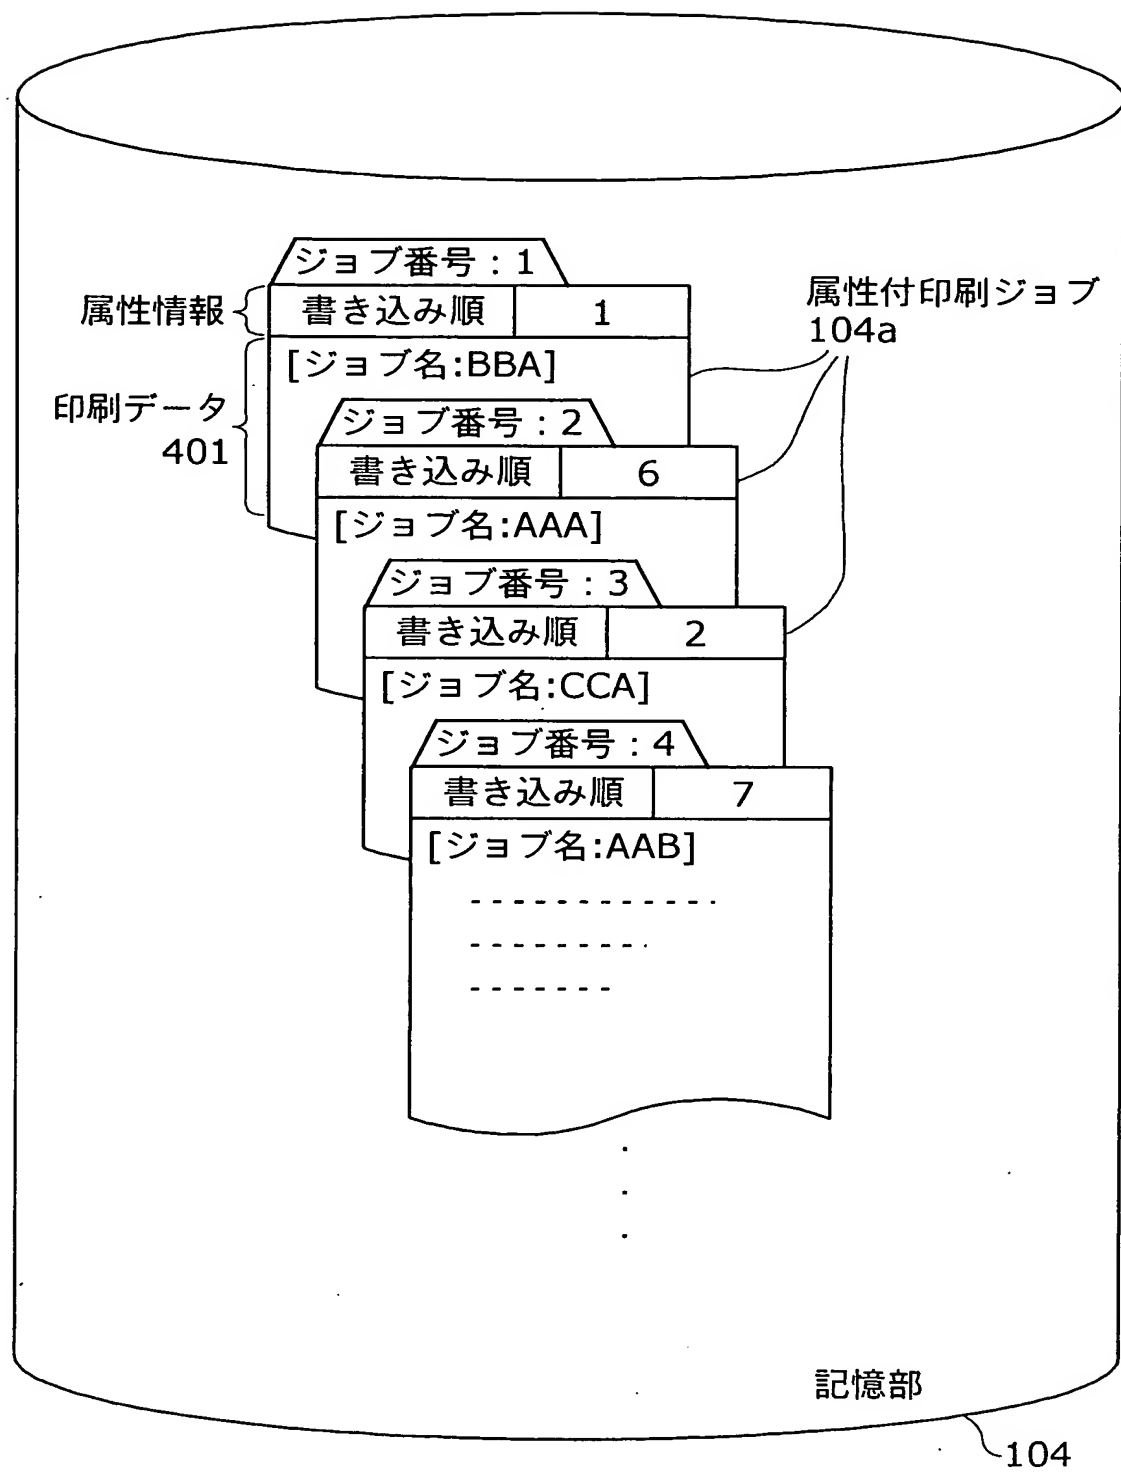 ジョブ番号：1
属性情報
書き込み順 1
属性付印刷ジョブ
104a
[ジョブ名:BBA]
印刷データ
401
ジョブ番号：2
書き込み順 6
[ジョブ名:AAA]
ジョブ番号：3
書き込み順 2
[ジョブ名:CCA]
ジョブ番号：4
書き込み順 7
[ジョブ名:AAB]
記憶部
104